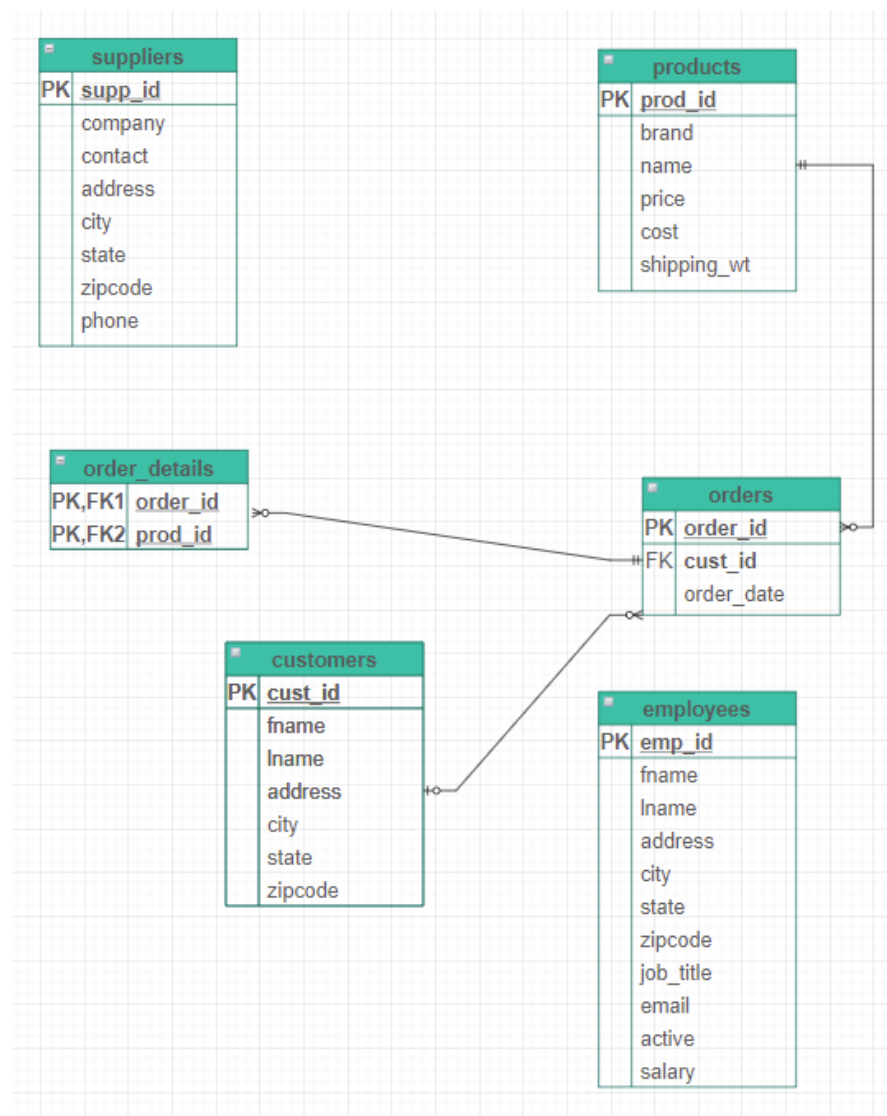 suppliers
PK supp_id
company
contact
address
city
state
zipcode
phone
products
PK prod_id
brand
name
price
cost
shipping_wt
order_details
PK,FK1 order_id
PK,FK2 prod_id
orders
PK order_id
FK cust_id
order_date
customers
PK cust_id
fname
lname
address
city
state
zipcode
employees
PK emp_id
fname
lname
address
city
state
zipcode
job_title
email
active
salary